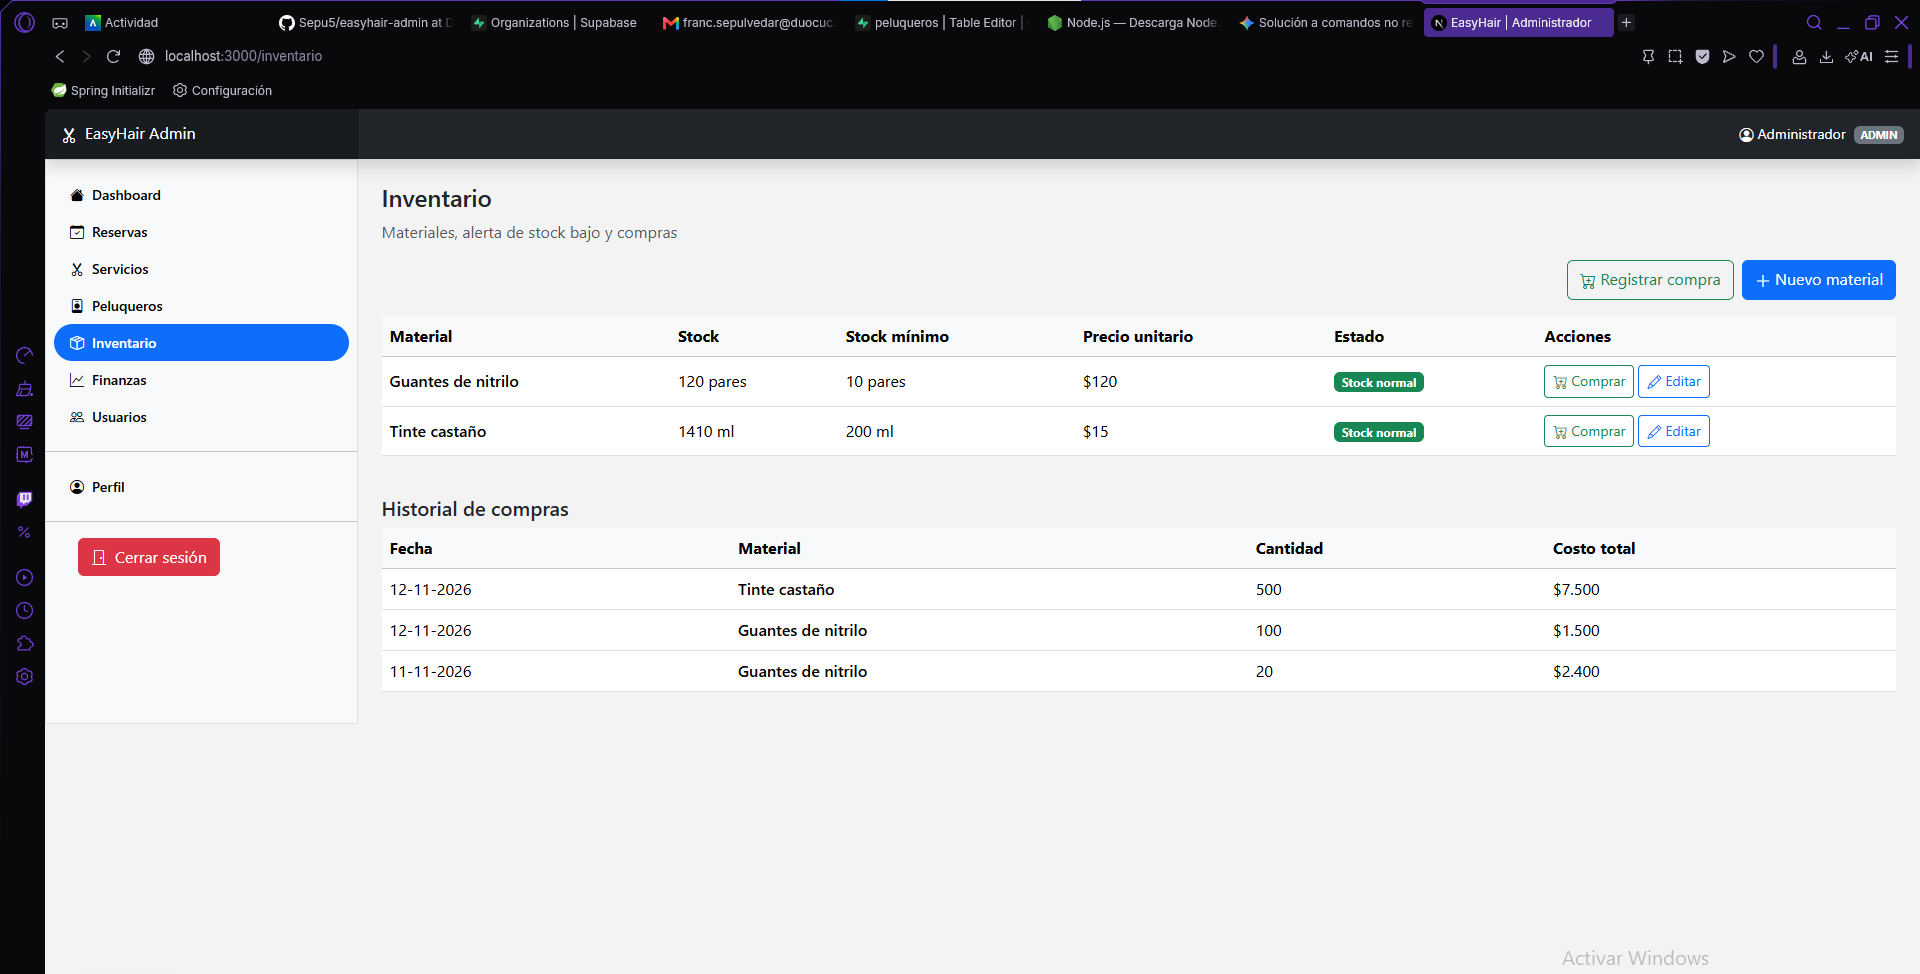 Actividad
Sepu5/easyhair-admin at D
Organizations | Supabase
franc.sepulvedar@duocuc.
peluqueros | Table Editor |
Node.js — Descarga Node.
Solución a comandos no re
EasyHair | Administrador
localhost:3000/inventario
AI
Spring Initializr
Configuración
EasyHair Admin
Administrador
ADMIN
Dashboard
Reservas
Servicios
Peluqueros
Inventario
Finanzas
Usuarios
Perfil
Cerrar sesión
Inventario
Materiales, alerta de stock bajo y compras
Registrar compra
Nuevo material
Material Stock Stock mínimo Precio unitario Estado Acciones
Guantes de nitrilo 120 pares 10 pares $120 Stock normal Comprar Editar
Tinte castaño 1410 ml 200 ml $15 Stock normal Comprar Editar
Historial de compras
Fecha Material Cantidad Costo total
12-11-2026 Tinte castaño 500 $7.500
12-11-2026 Guantes de nitrilo 100 $1.500
11-11-2026 Guantes de nitrilo 20 $2.400
Activar Windows